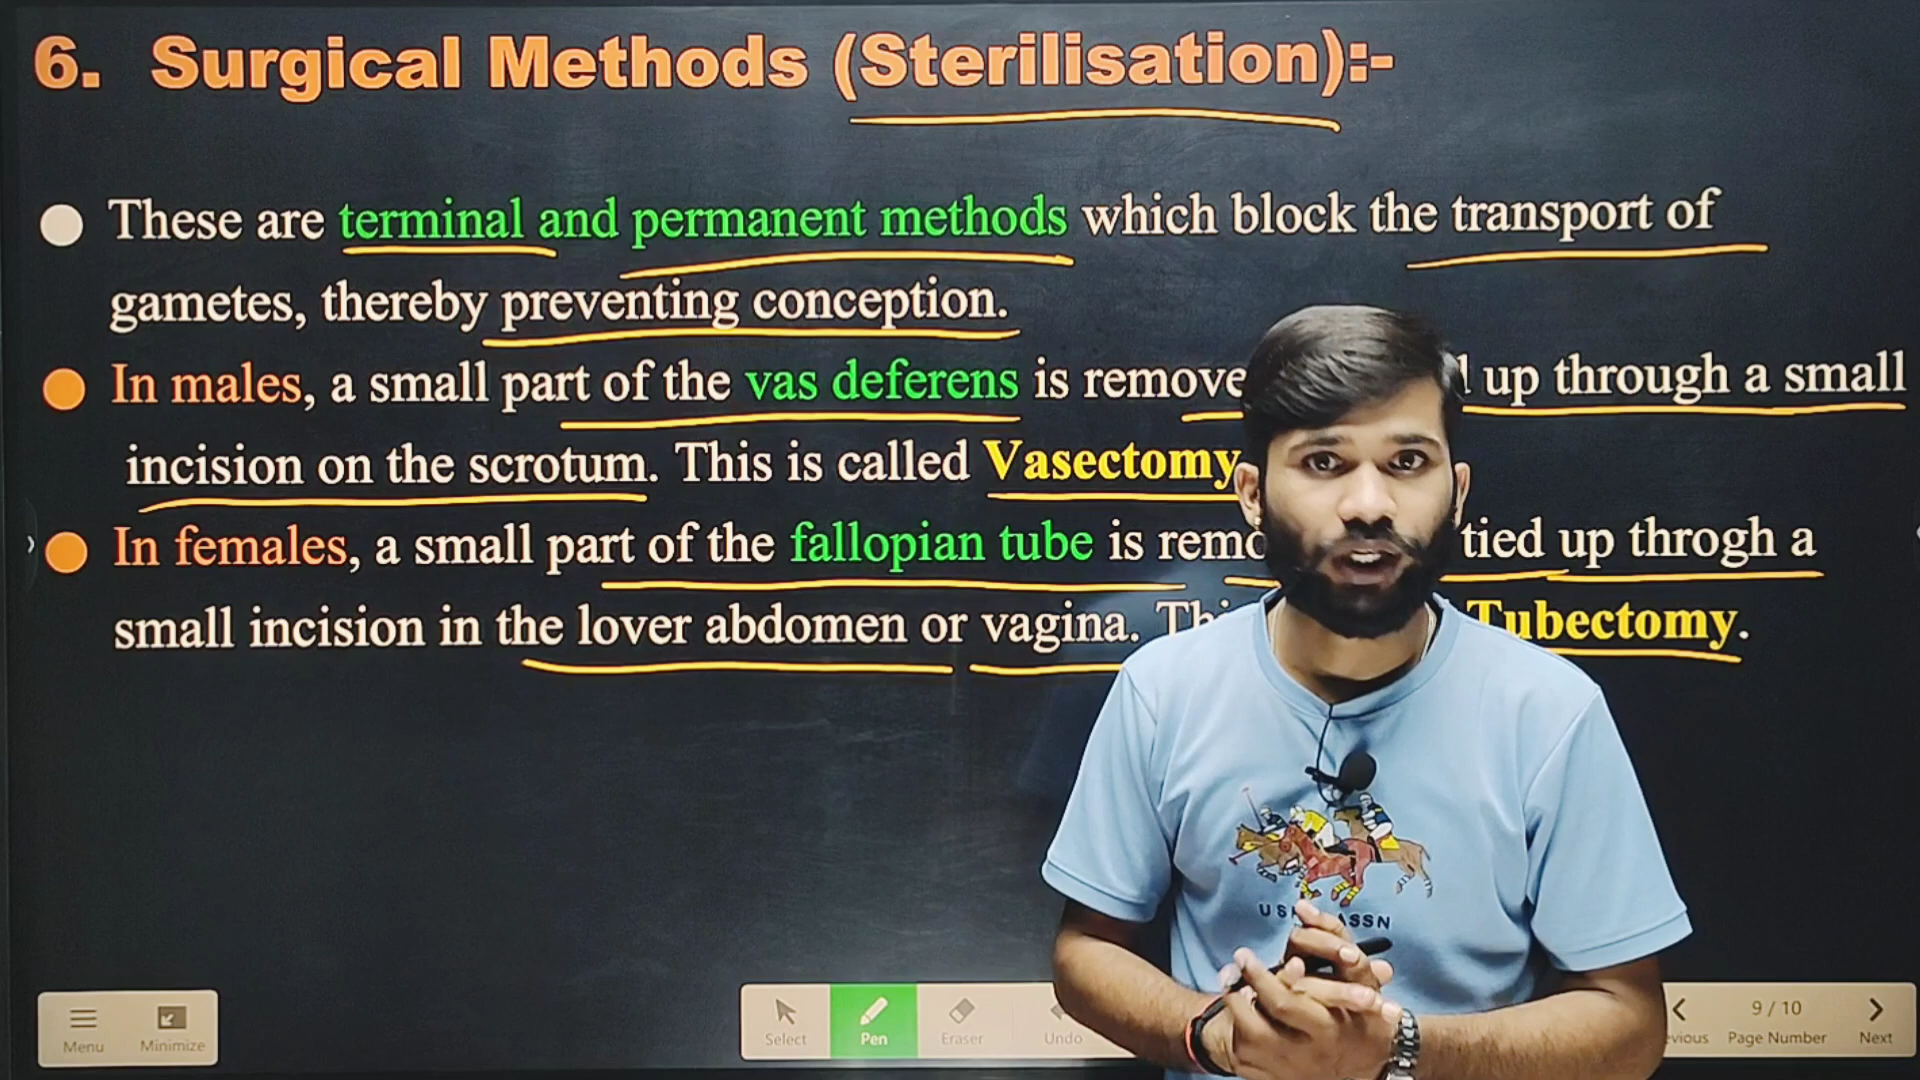 6. Surgical Methods (Sterilisation):-
These are terminal and permanent methods which block the transport of
gametes, thereby preventing conception.
In males, a small part of the vas deferens is up through a small
incision on the scrotum. This is called Vasectomy
In females, a small part of the fallopian tube is tied up throgh a
small incision in the lover abdomen or vagina. Tubectomy.
ASSN
Menu Minimize Select Pen Eraser Undo 9 / 10 Page Number Next